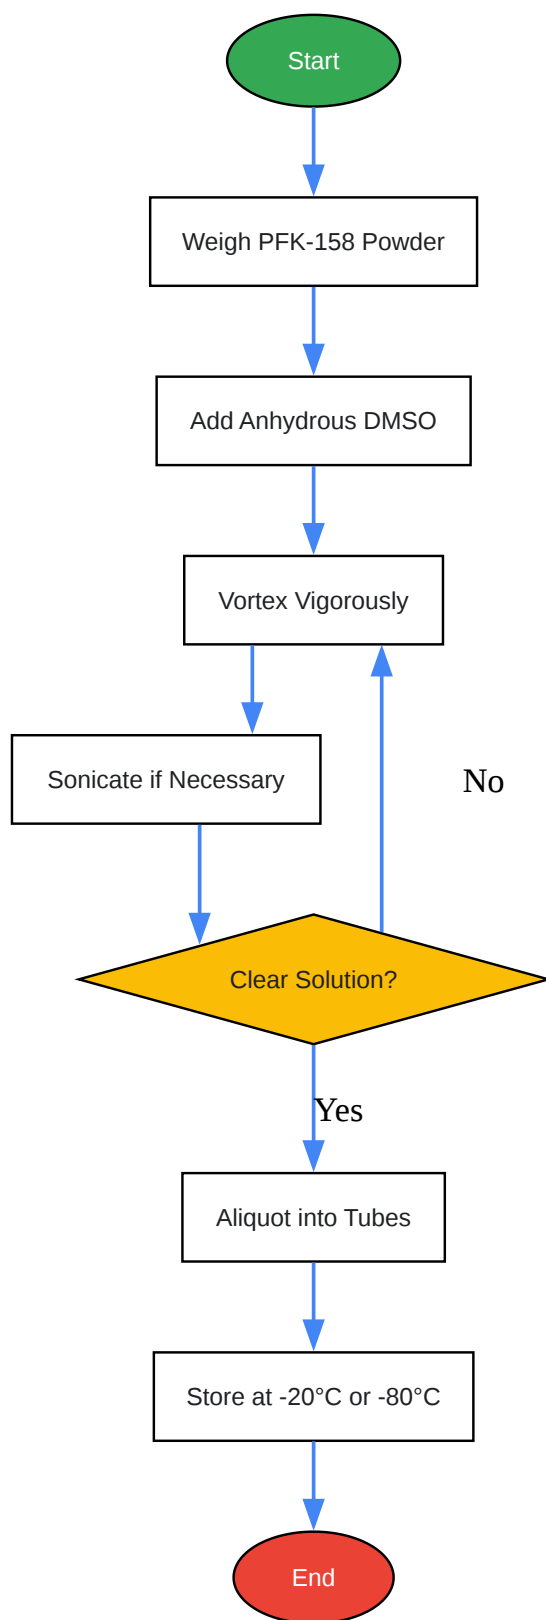 Start
Weigh PFK-158 Powder
Add Anhydrous DMSO
Vortex Vigorously
Sonicate if Necessary
No
Clear Solution?
Yes
Aliquot into Tubes
Store at -20°C or -80°C
End